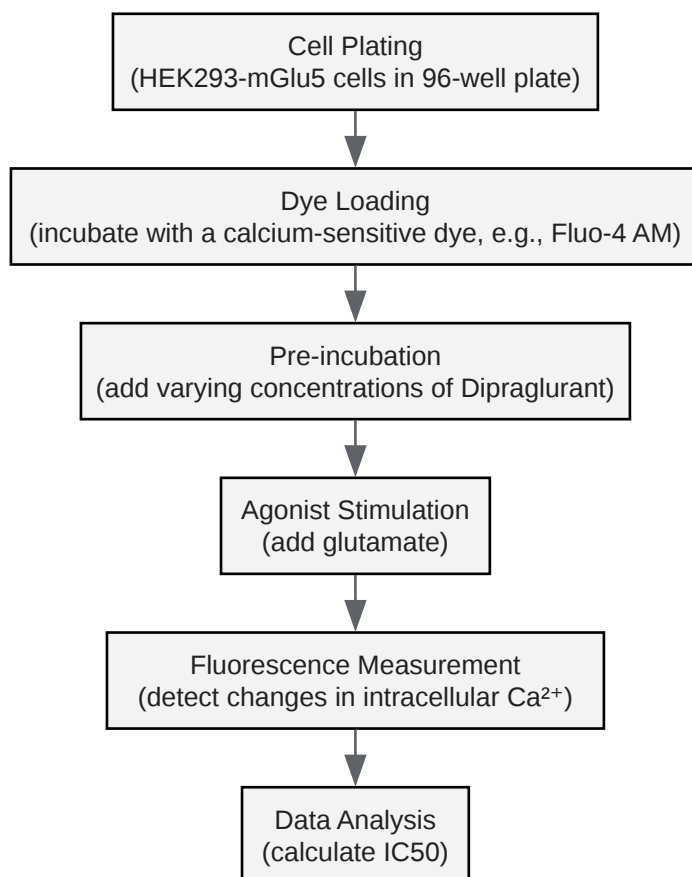 Cell Plating
(HEK293-mGlu5 cells in 96-well plate)
Dye Loading
(incubate with a calcium-sensitive dye, e.g., Fluo-4 AM)
Pre-incubation
(add varying concentrations of Dipraglurant)
Agonist Stimulation
(add glutamate)
Fluorescence Measurement
(detect changes in intracellular Ca²⁺)
Data Analysis
(calculate IC50)